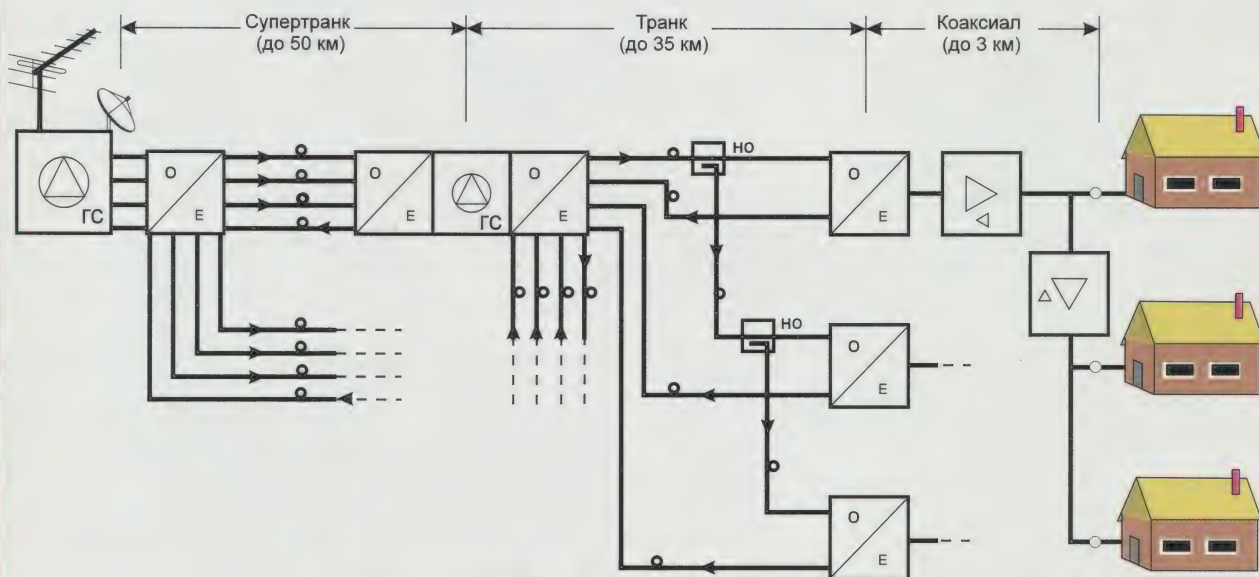 Супертранк
(до 50 км)
Транк
(до 35 км)
Коаксиал
(до 3 км)
ГС
О
Е
О
Е
ГС
О
Е
НО
О
Е
НО
О
Е
О
Е